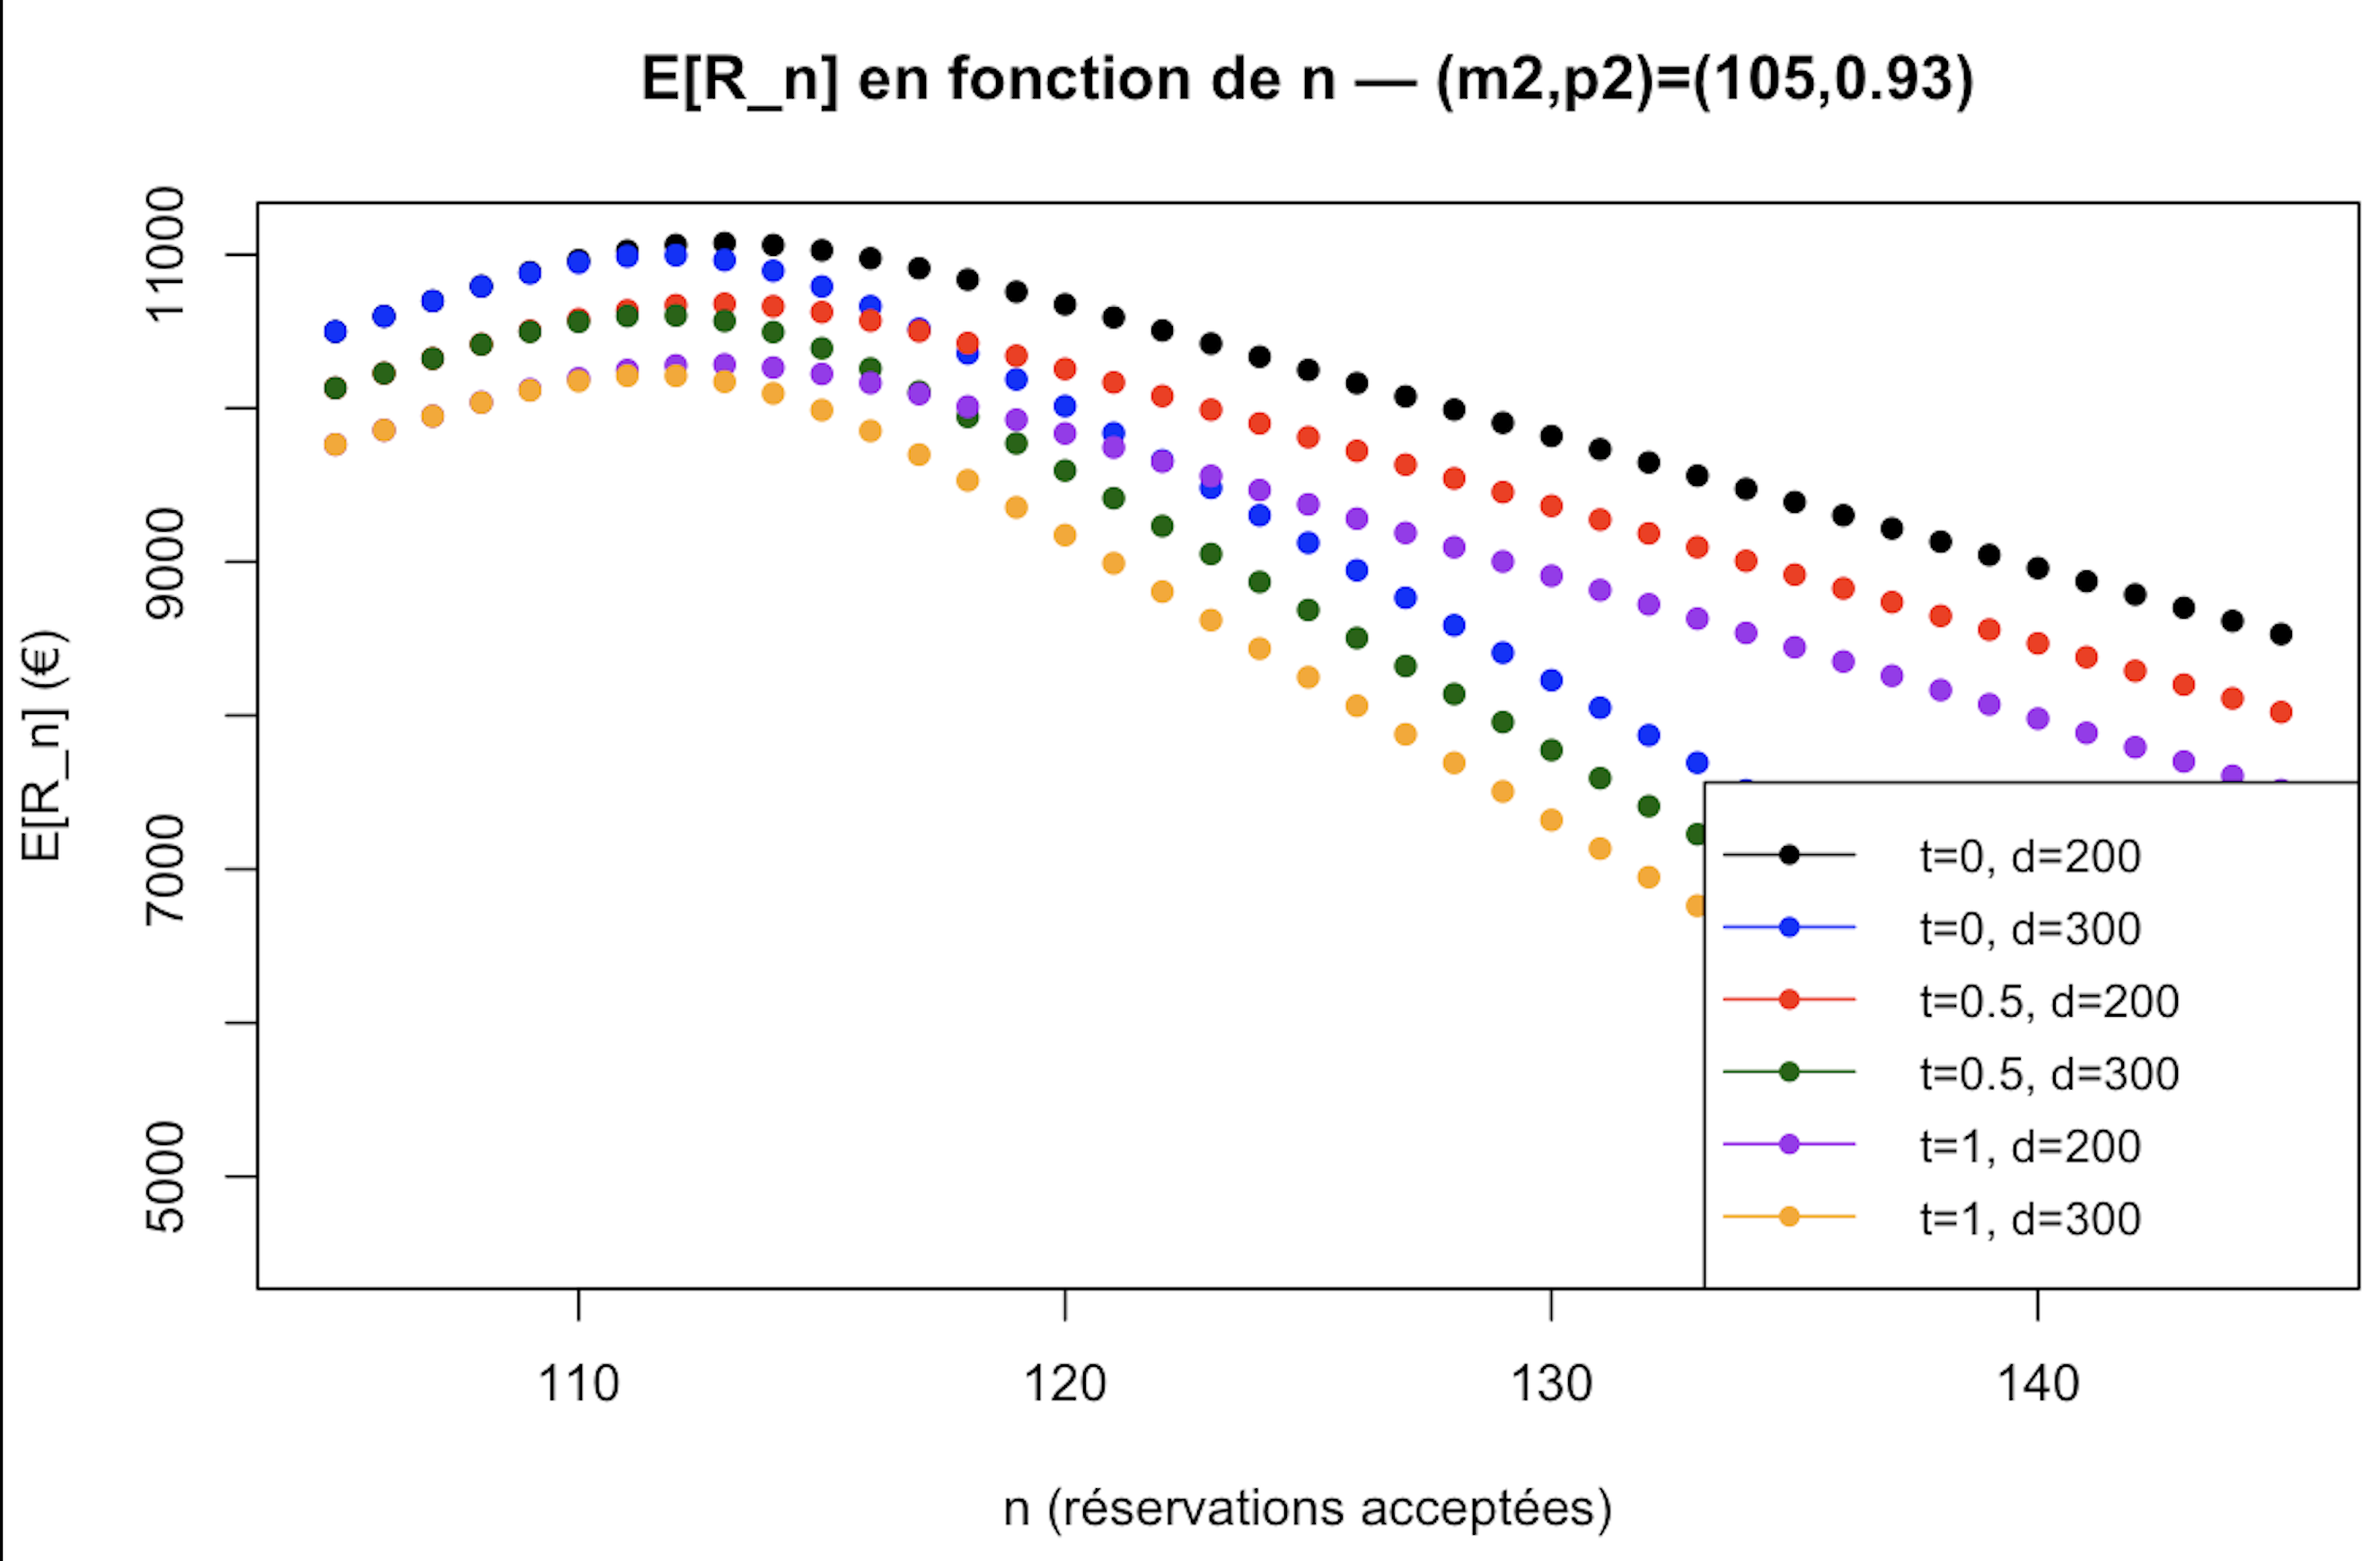 E[R_n] en fonction de n — (m2,p2)=(105,0.93)
E[R_n] (€)
11000
9000
7000
5000
t=0, d=200
t=0, d=300
t=0.5, d=200
t=0.5, d=300
t=1, d=200
t=1, d=300
110 120 130 140
n (réservations acceptées)